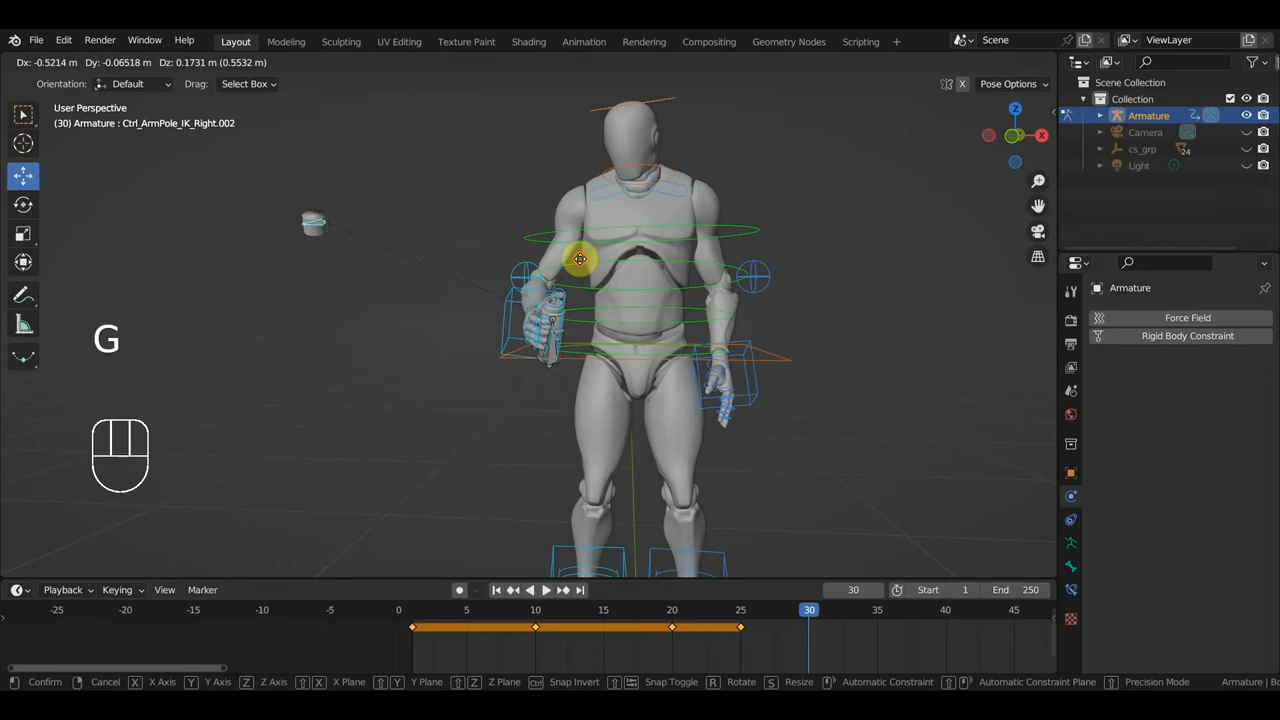 File Edit Render Window Help Layout Modeling Sculpting UV Editing Texture Paint Shading Animation Rendering Compositing Geometry Nodes Scripting + Scene ViewLayer
Dx: -0.5214 m Dy: -0.06518 m Dz: 0.1731 m (0.5532 m)
Orientation: Default Drag: Select Box X Pose Options
Scene Collection
Collection
Armature
Camera
cs_grp 24
Light
User Perspective
(30) Armature : Ctrl_ArmPole_IK_Right.002
Z
X
Armature
Force Field
Rigid Body Constraint
G
Playback Keying View Marker 30 Start 1 End 250
-25 -20 -15 -10 -5 0 5 10 15 20 25 30 35 40 45
Confirm Cancel X X Axis Y Y Axis Z Z Axis X X Plane Y Y Plane Z Z Plane Ctrl Snap Invert Snap Toggle R Rotate S Resize Automatic Constraint Automatic Constraint Plane Precision Mode Armature | Bo